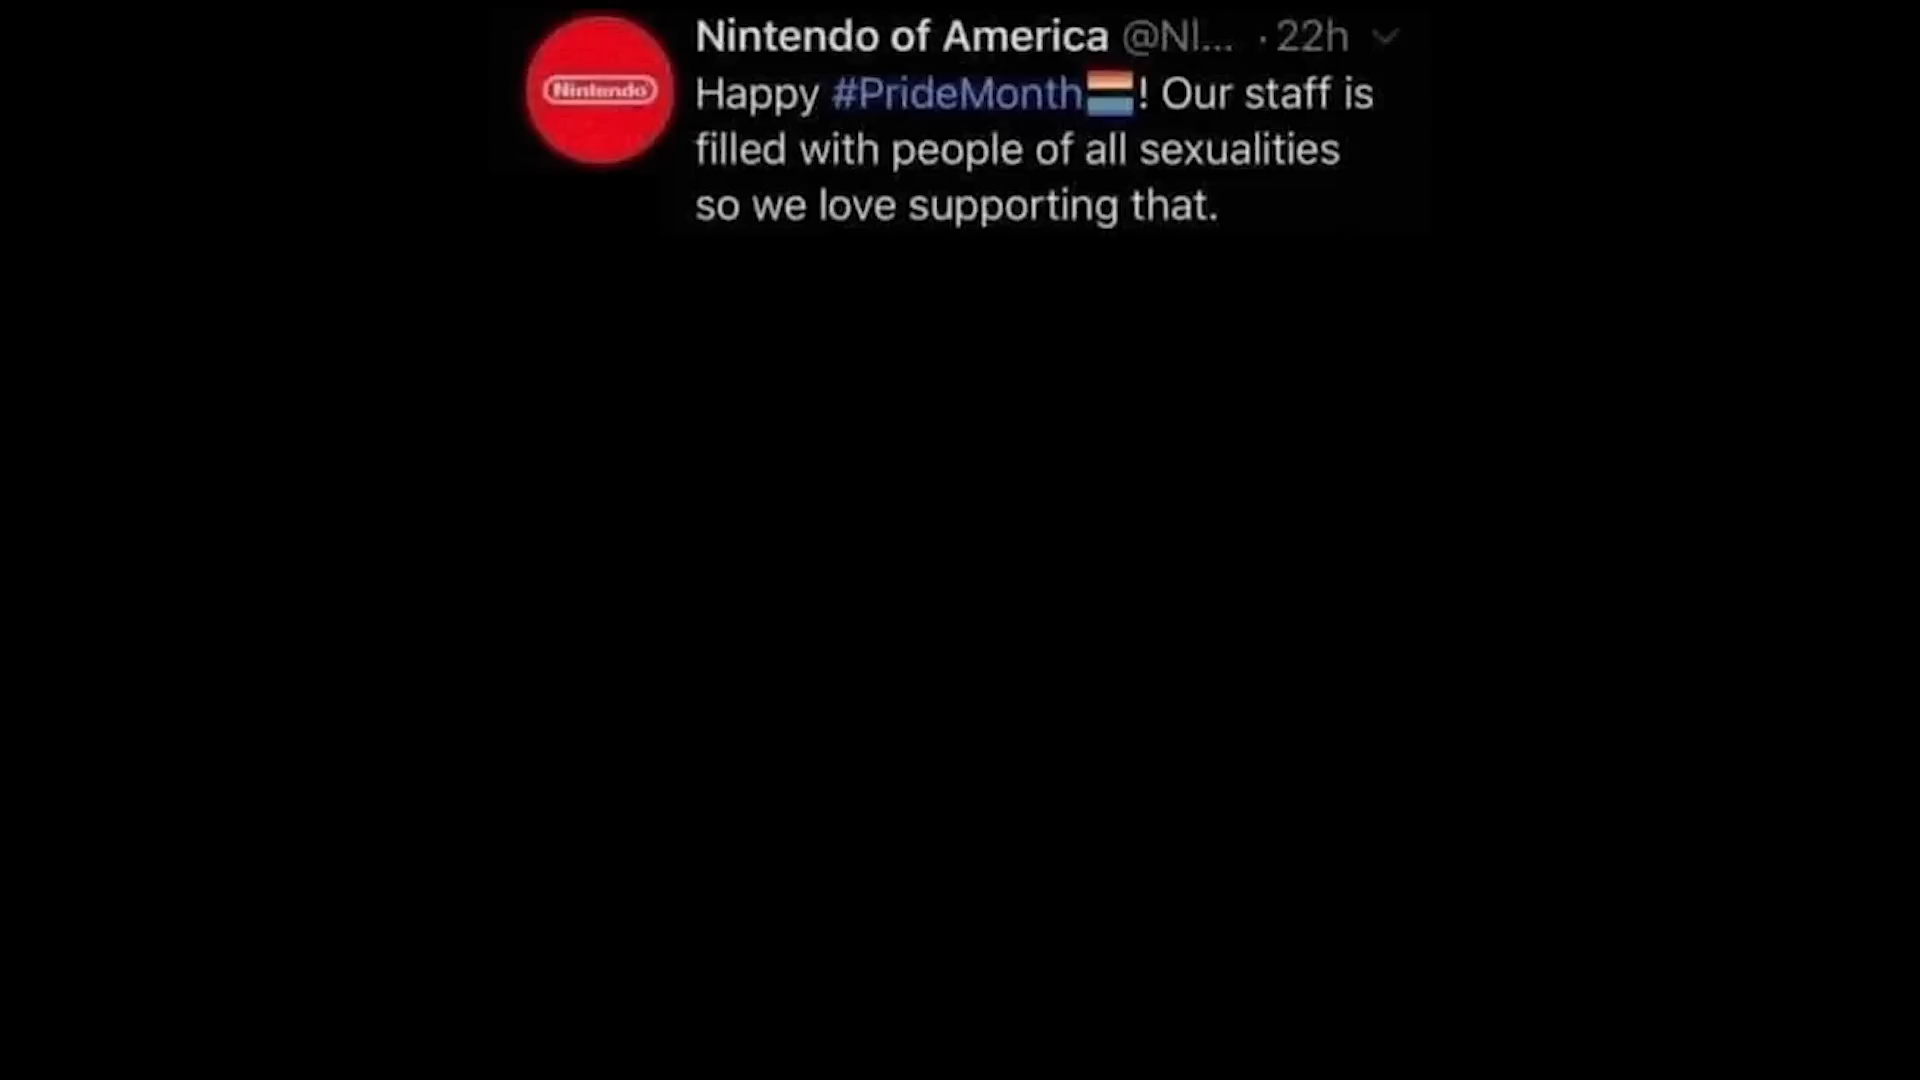 Nintendo of America @NI... · 22h
Nintendo
Happy #PrideMonth! Our staff is
filled with people of all sexualities
so we love supporting that.